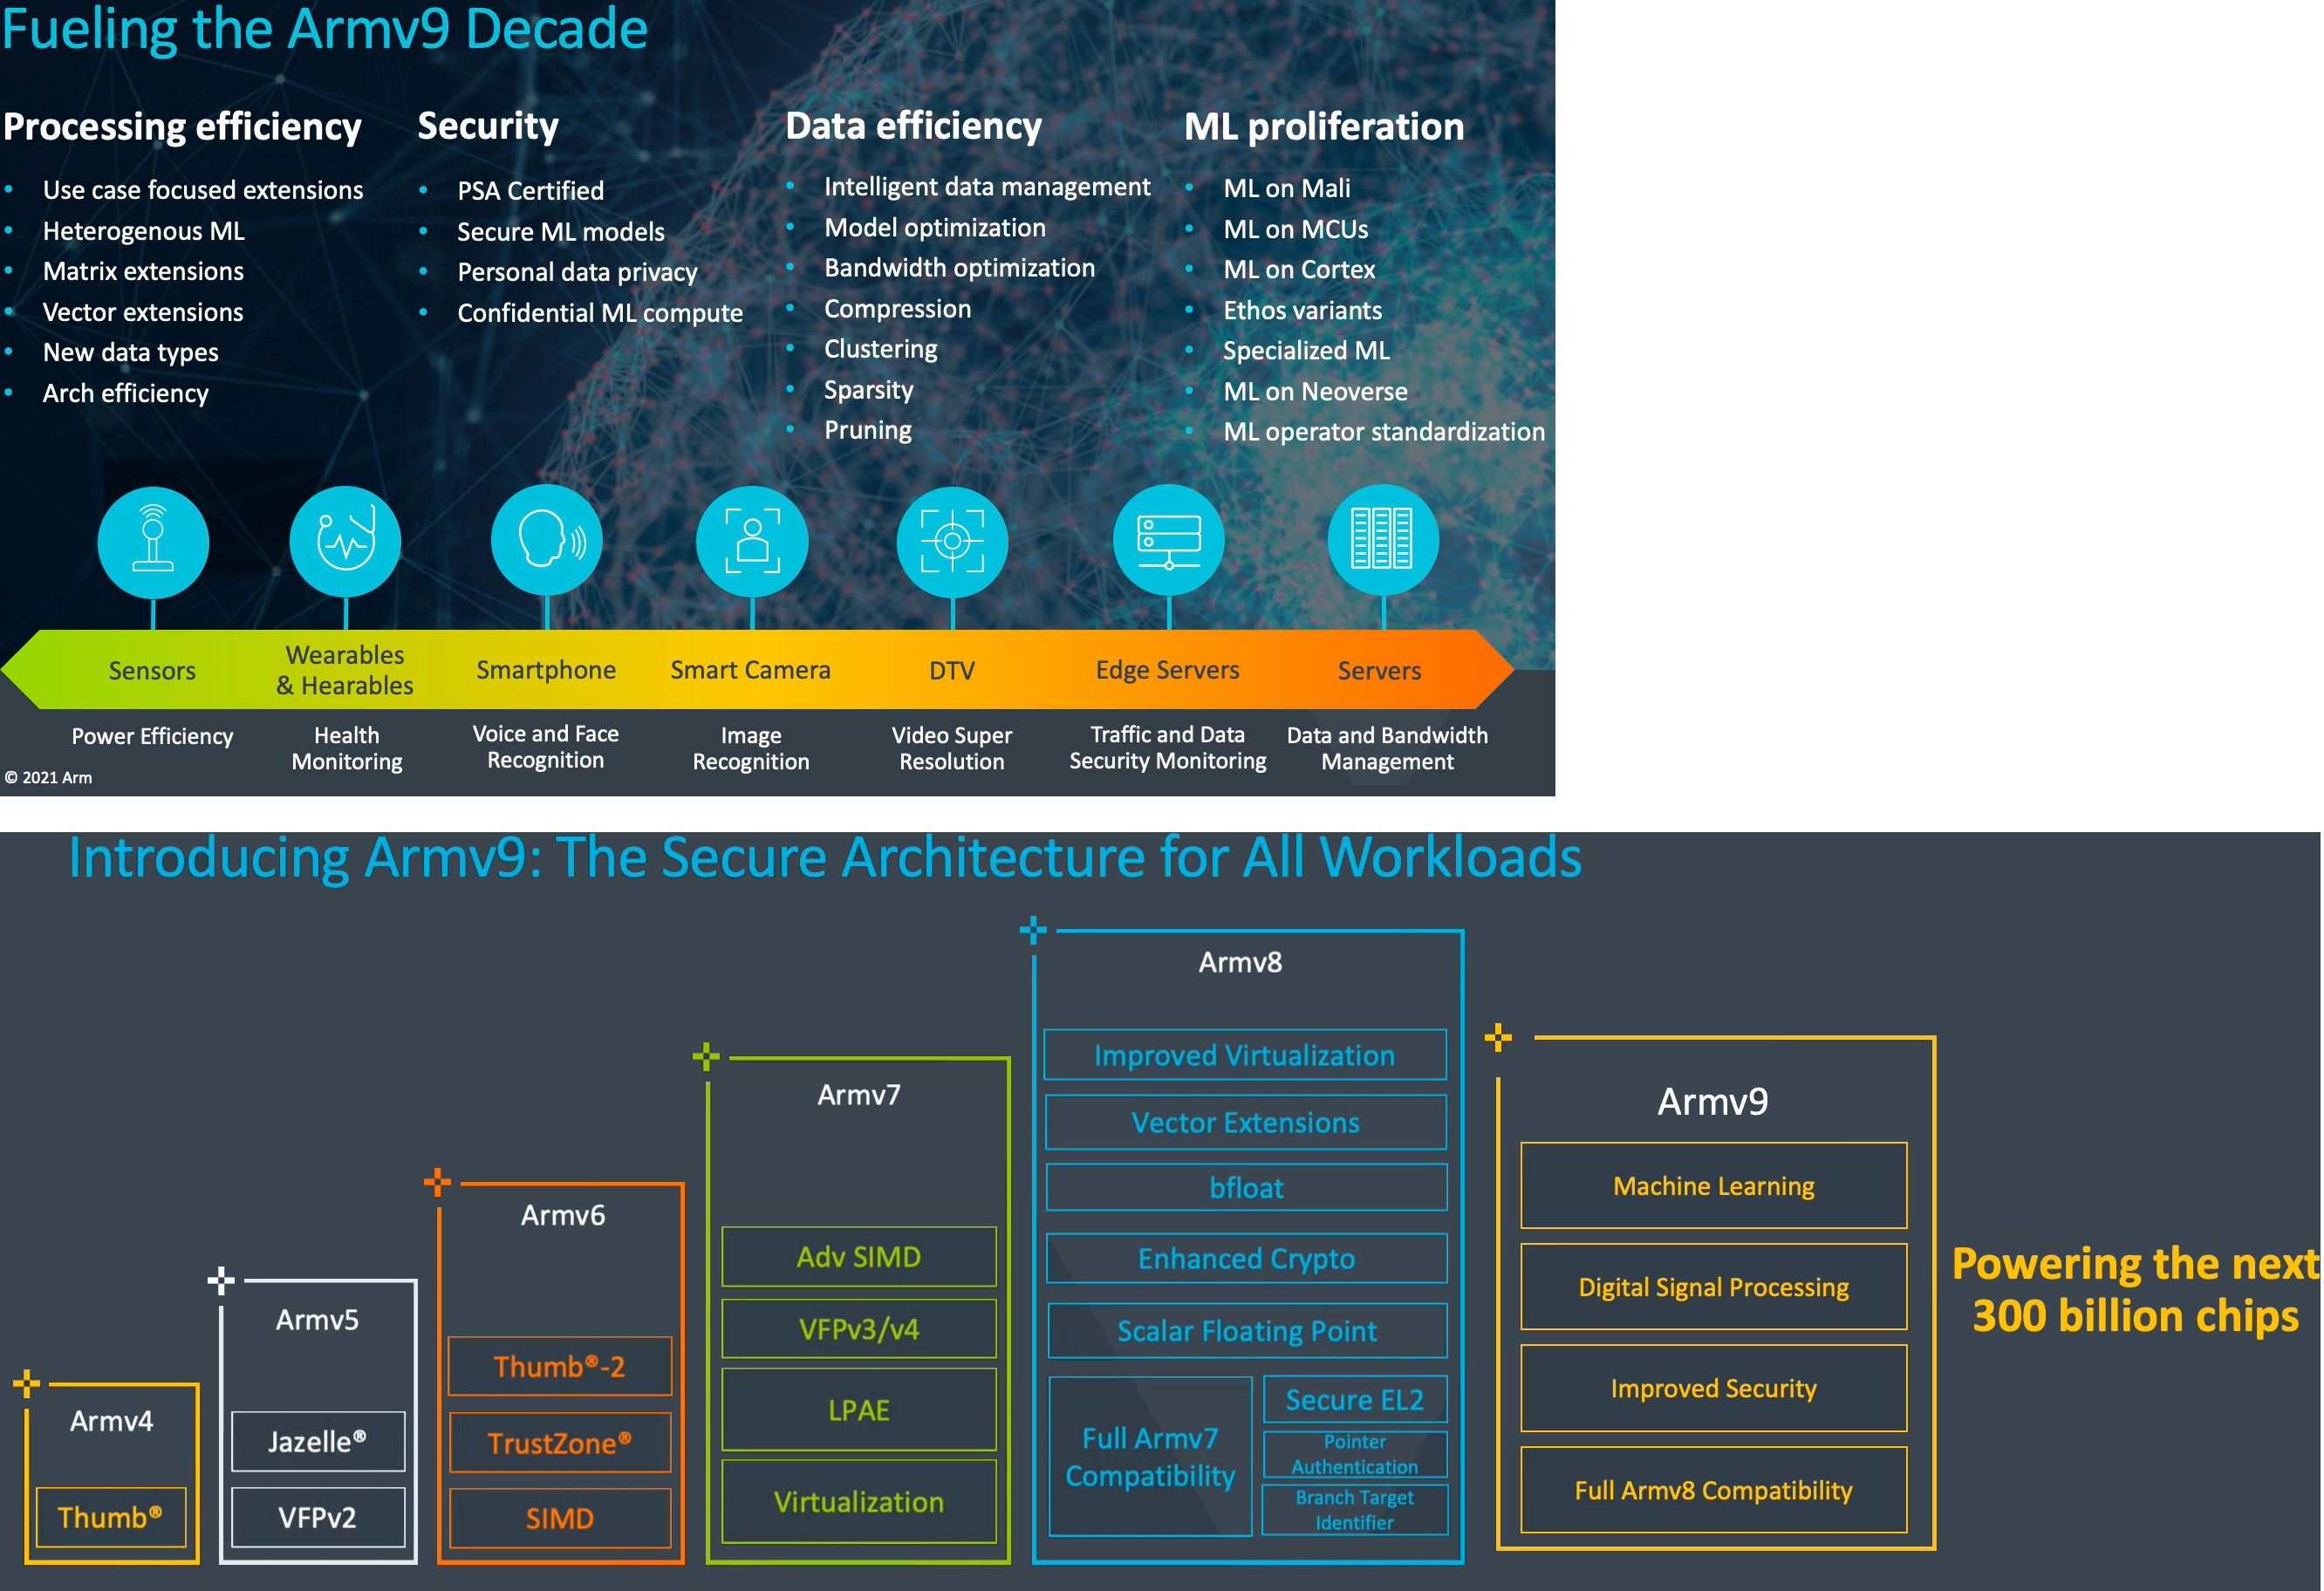 Fueling the Armv9 Decade
Processing efficiency
• Use case focused extensions
• Heterogenous ML
• Matrix extensions
• Vector extensions
• New data types
• Arch efficiency
Security
• PSA Certified
• Secure ML models
• Personal data privacy
• Confidential ML compute
Data efficiency
• Intelligent data management
• Model optimization
• Bandwidth optimization
• Compression
• Clustering
• Sparsity
• Pruning
ML proliferation
• ML on Mali
• ML on MCUs
• ML on Cortex
• Ethos variants
• Specialized ML
• ML on Neoverse
• ML operator standardization
Sensors
Power Efficiency
Wearables
& Hearables
Health
Monitoring
Smartphone
Voice and Face
Recognition
Smart Camera
Image
Recognition
DTV
Video Super
Resolution
Edge Servers
Traffic and Data
Security Monitoring
Servers
Data and Bandwidth
Management
© 2021 Arm
Introducing Armv9: The Secure Architecture for All Workloads
Armv4
Thumb®
Armv5
Jazelle®
VFPv2
Armv6
Thumb®-2
TrustZone®
SIMD
Armv7
Adv SIMD
VFPv3/v4
LPAE
Virtualization
Armv8
Improved Virtualization
Vector Extensions
bfloat
Enhanced Crypto
Scalar Floating Point
Full Armv7
Compatibility
Secure EL2
Pointer
Authentication
Branch Target
Identifier
Armv9
Machine Learning
Digital Signal Processing
Improved Security
Full Armv8 Compatibility
Powering the next
300 billion chips